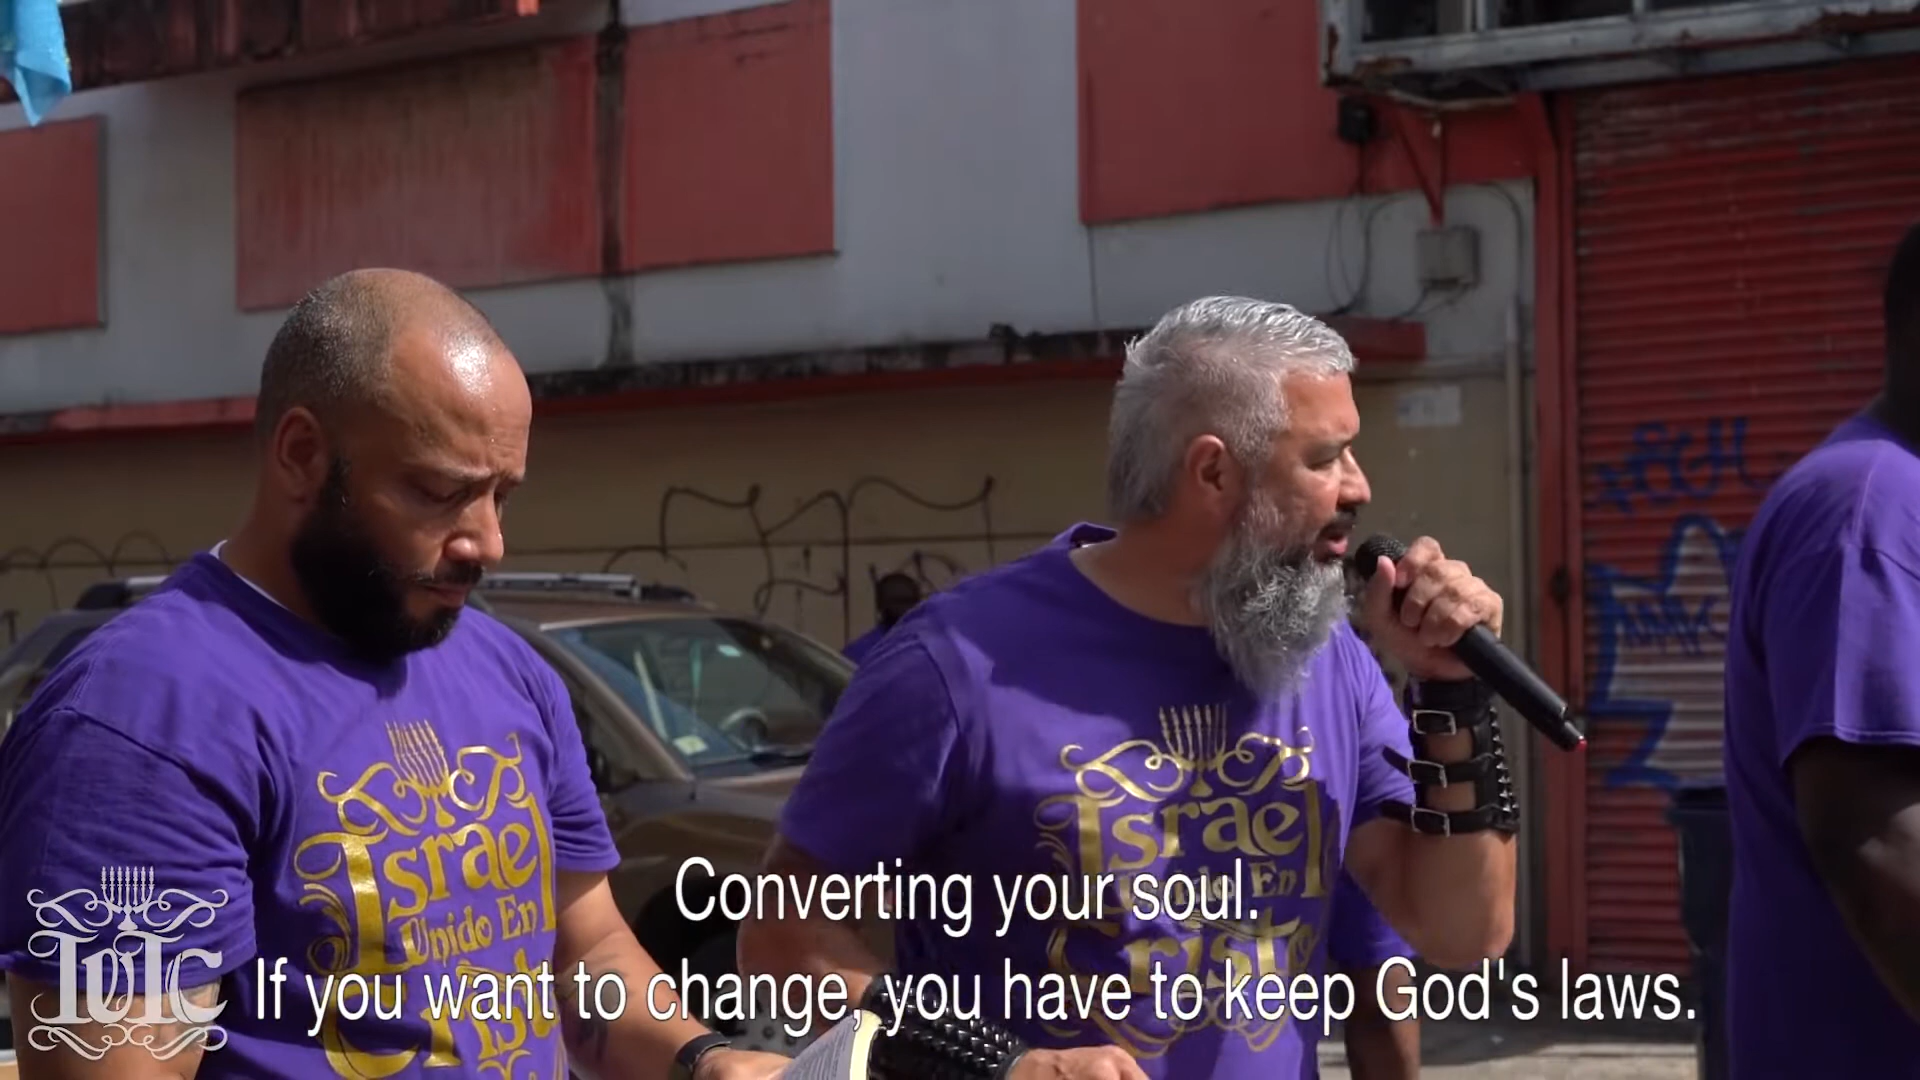 Israel
Unido En
Cristo
Israel
Unido En
Cristo
IUIC
Converting your soul.
If you want to change, you have to keep God's laws.